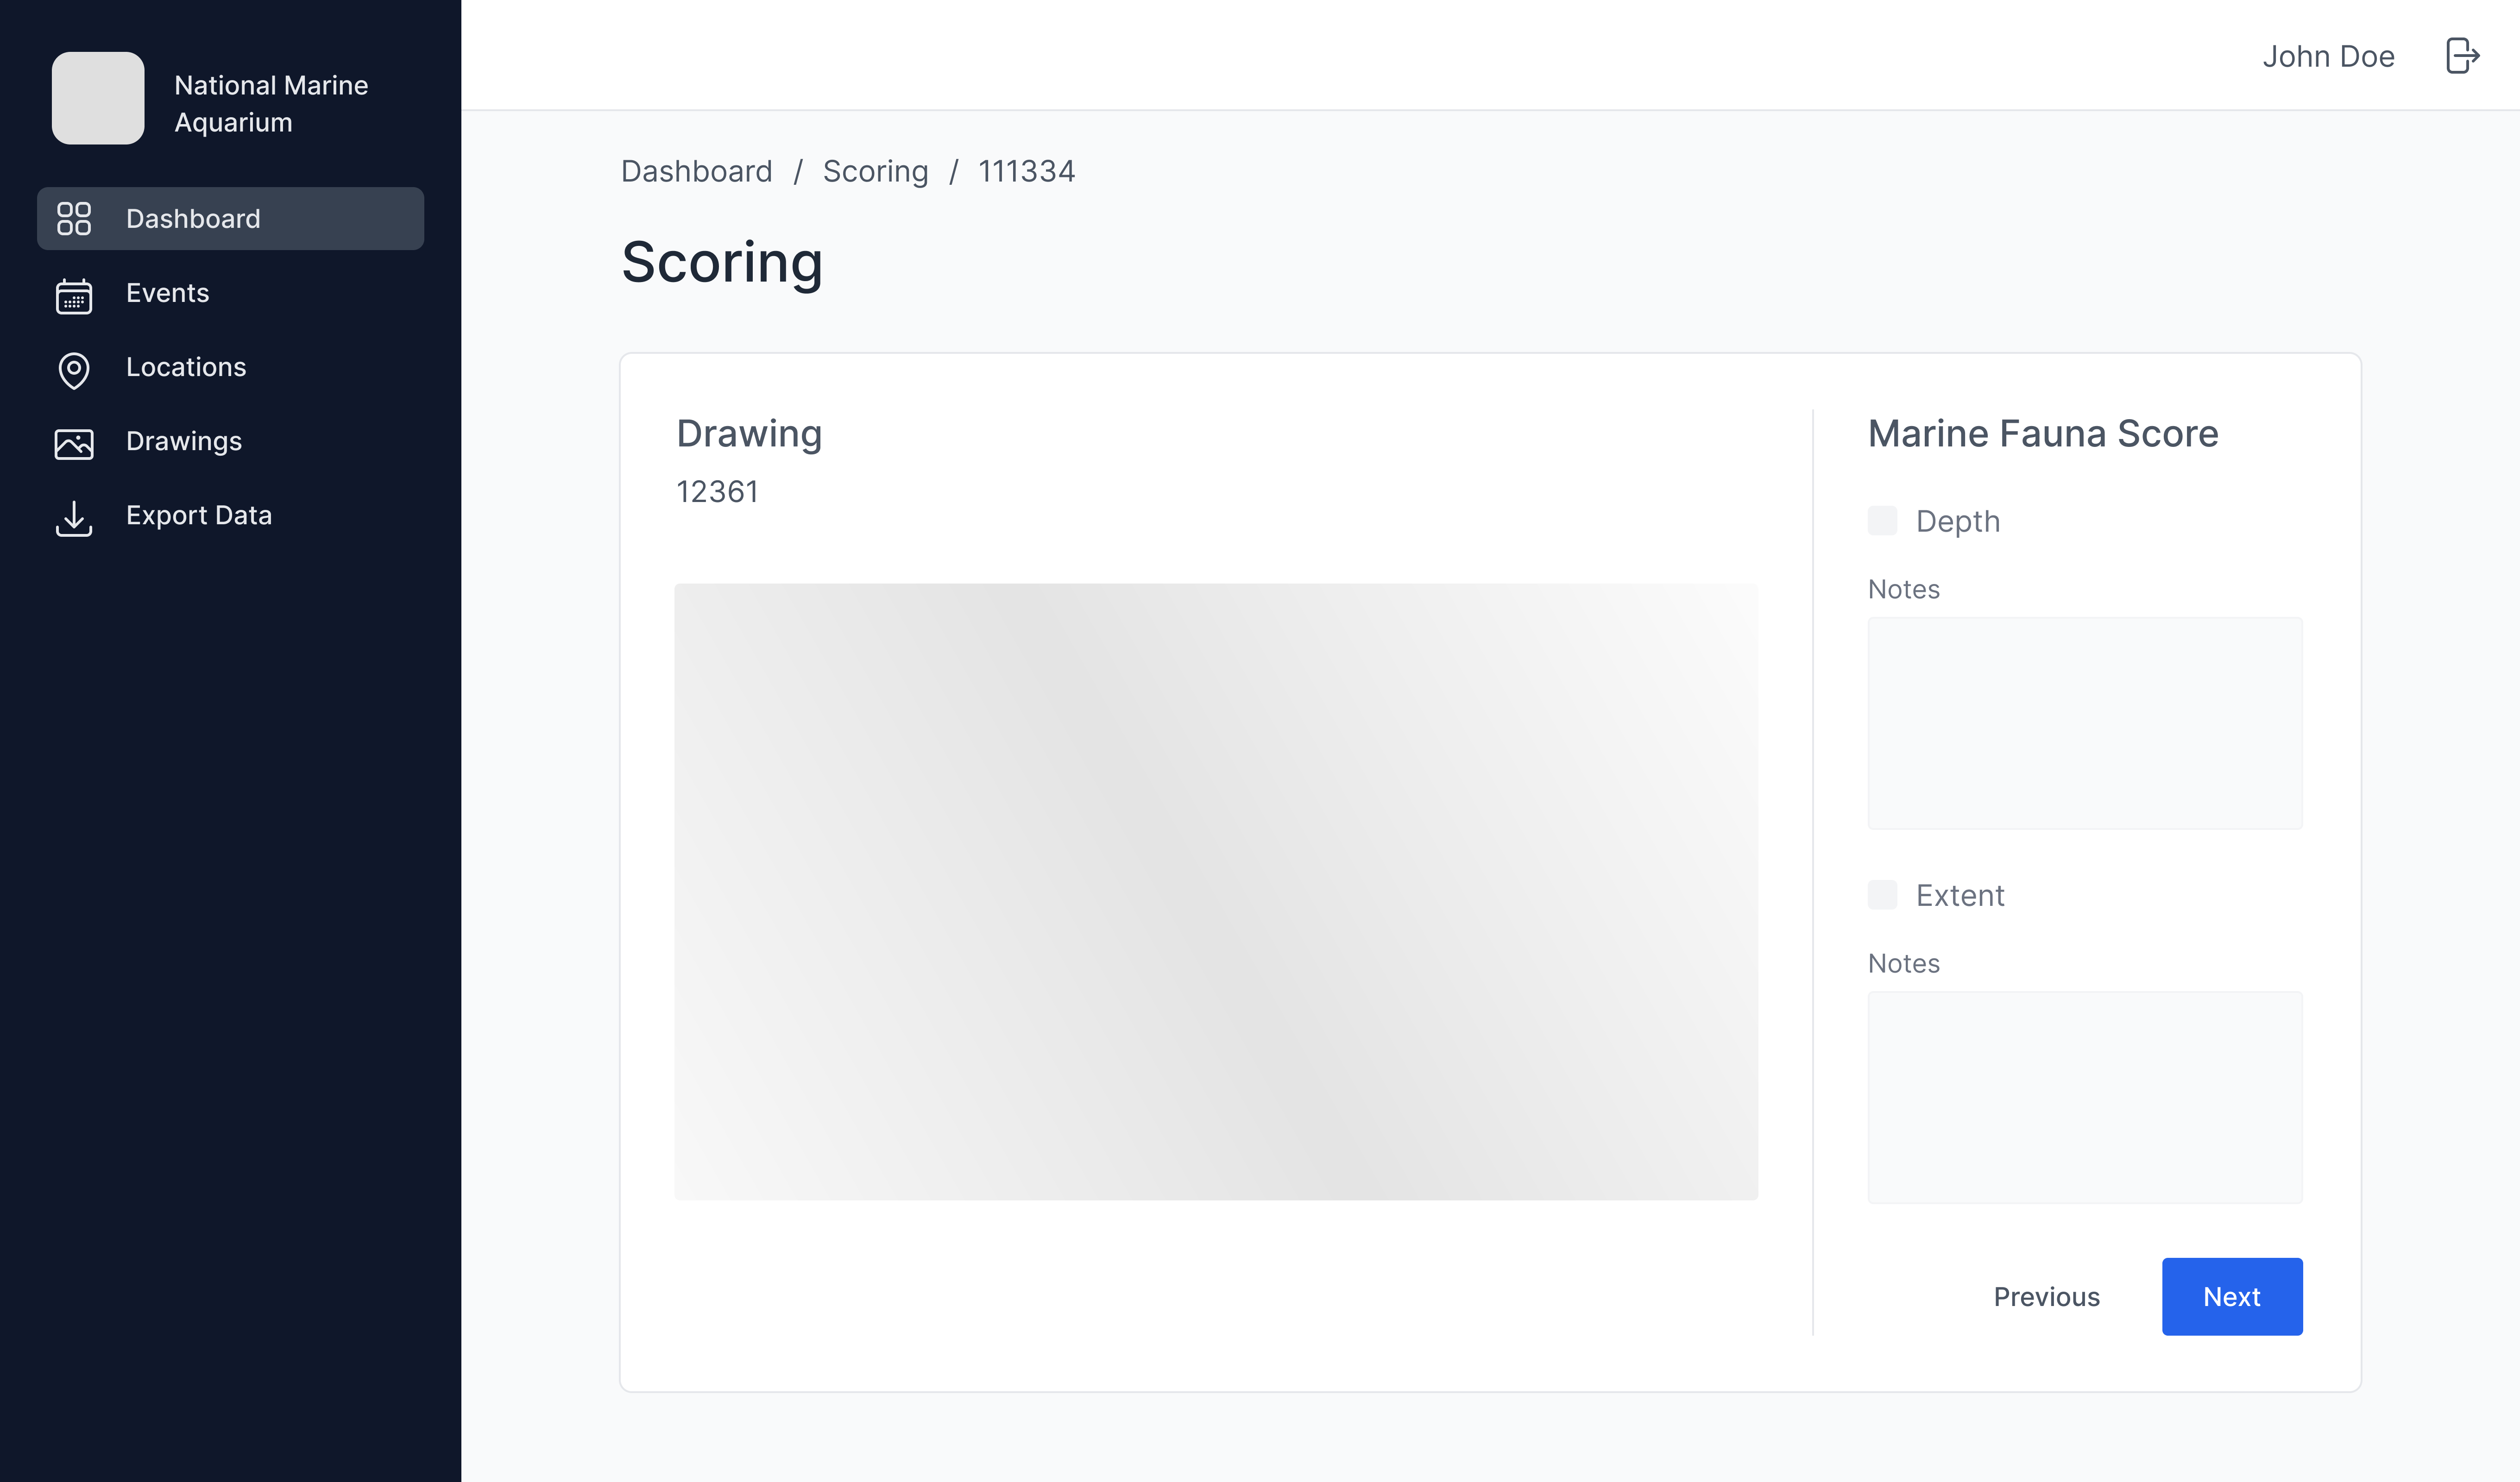 National Marine
Aquarium
Dashboard
Events
Locations
Drawings
Export Data
John Doe
Dashboard / Scoring / 111334
Scoring
Drawing
12361
Marine Fauna Score
Depth
Notes
Extent
Notes
Previous
Next